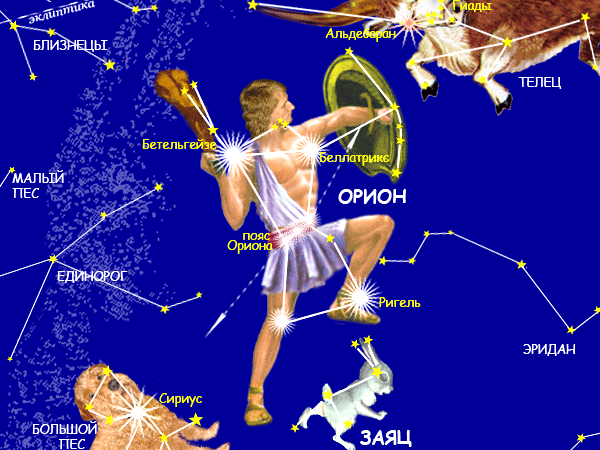 эклиптика
Гиады
БЛИЗНЕЦЫ
Альдебаран
ТЕЛЕЦ
Бетельгейзе
Беллатрикс
МАЛЫЙ
ПЕС
ОРИОН
пояс
Ориона
ЕДИНОРОГ
Ригель
ЭРИДАН
Сириус
БОЛЬШОЙ
ПЕС
ЗАЯЦ